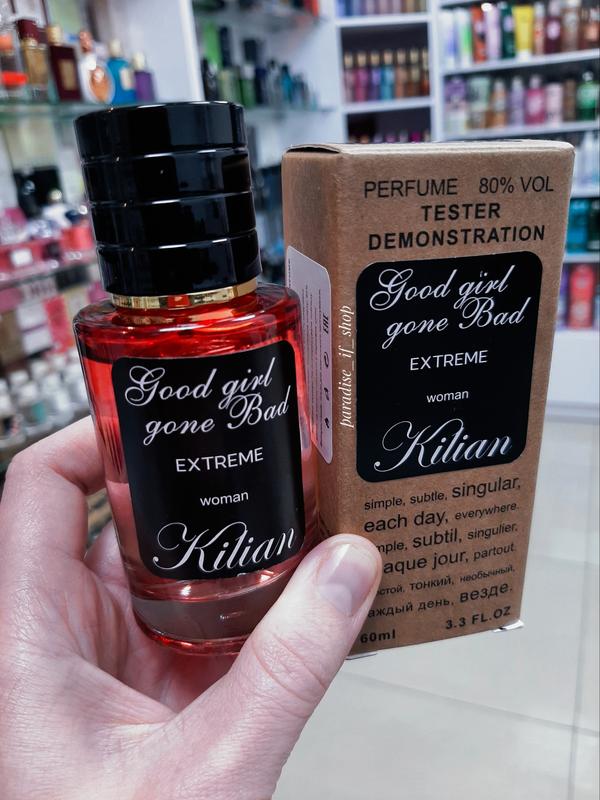 Good girl
gone Bad
EXTREME
woman
Kilian
PERFUME 80% VOL
TESTER
DEMONSTRATION
Good girl
gone Bad
EXTREME
woman
Kilian
simple, subtle, singular,
each day, everywhere.
subtil, singulier,
jour, partout.
тонкий, необычный,
день, везде.
60ml 3.3 FL.OZ
paradise_if_shop
EAC